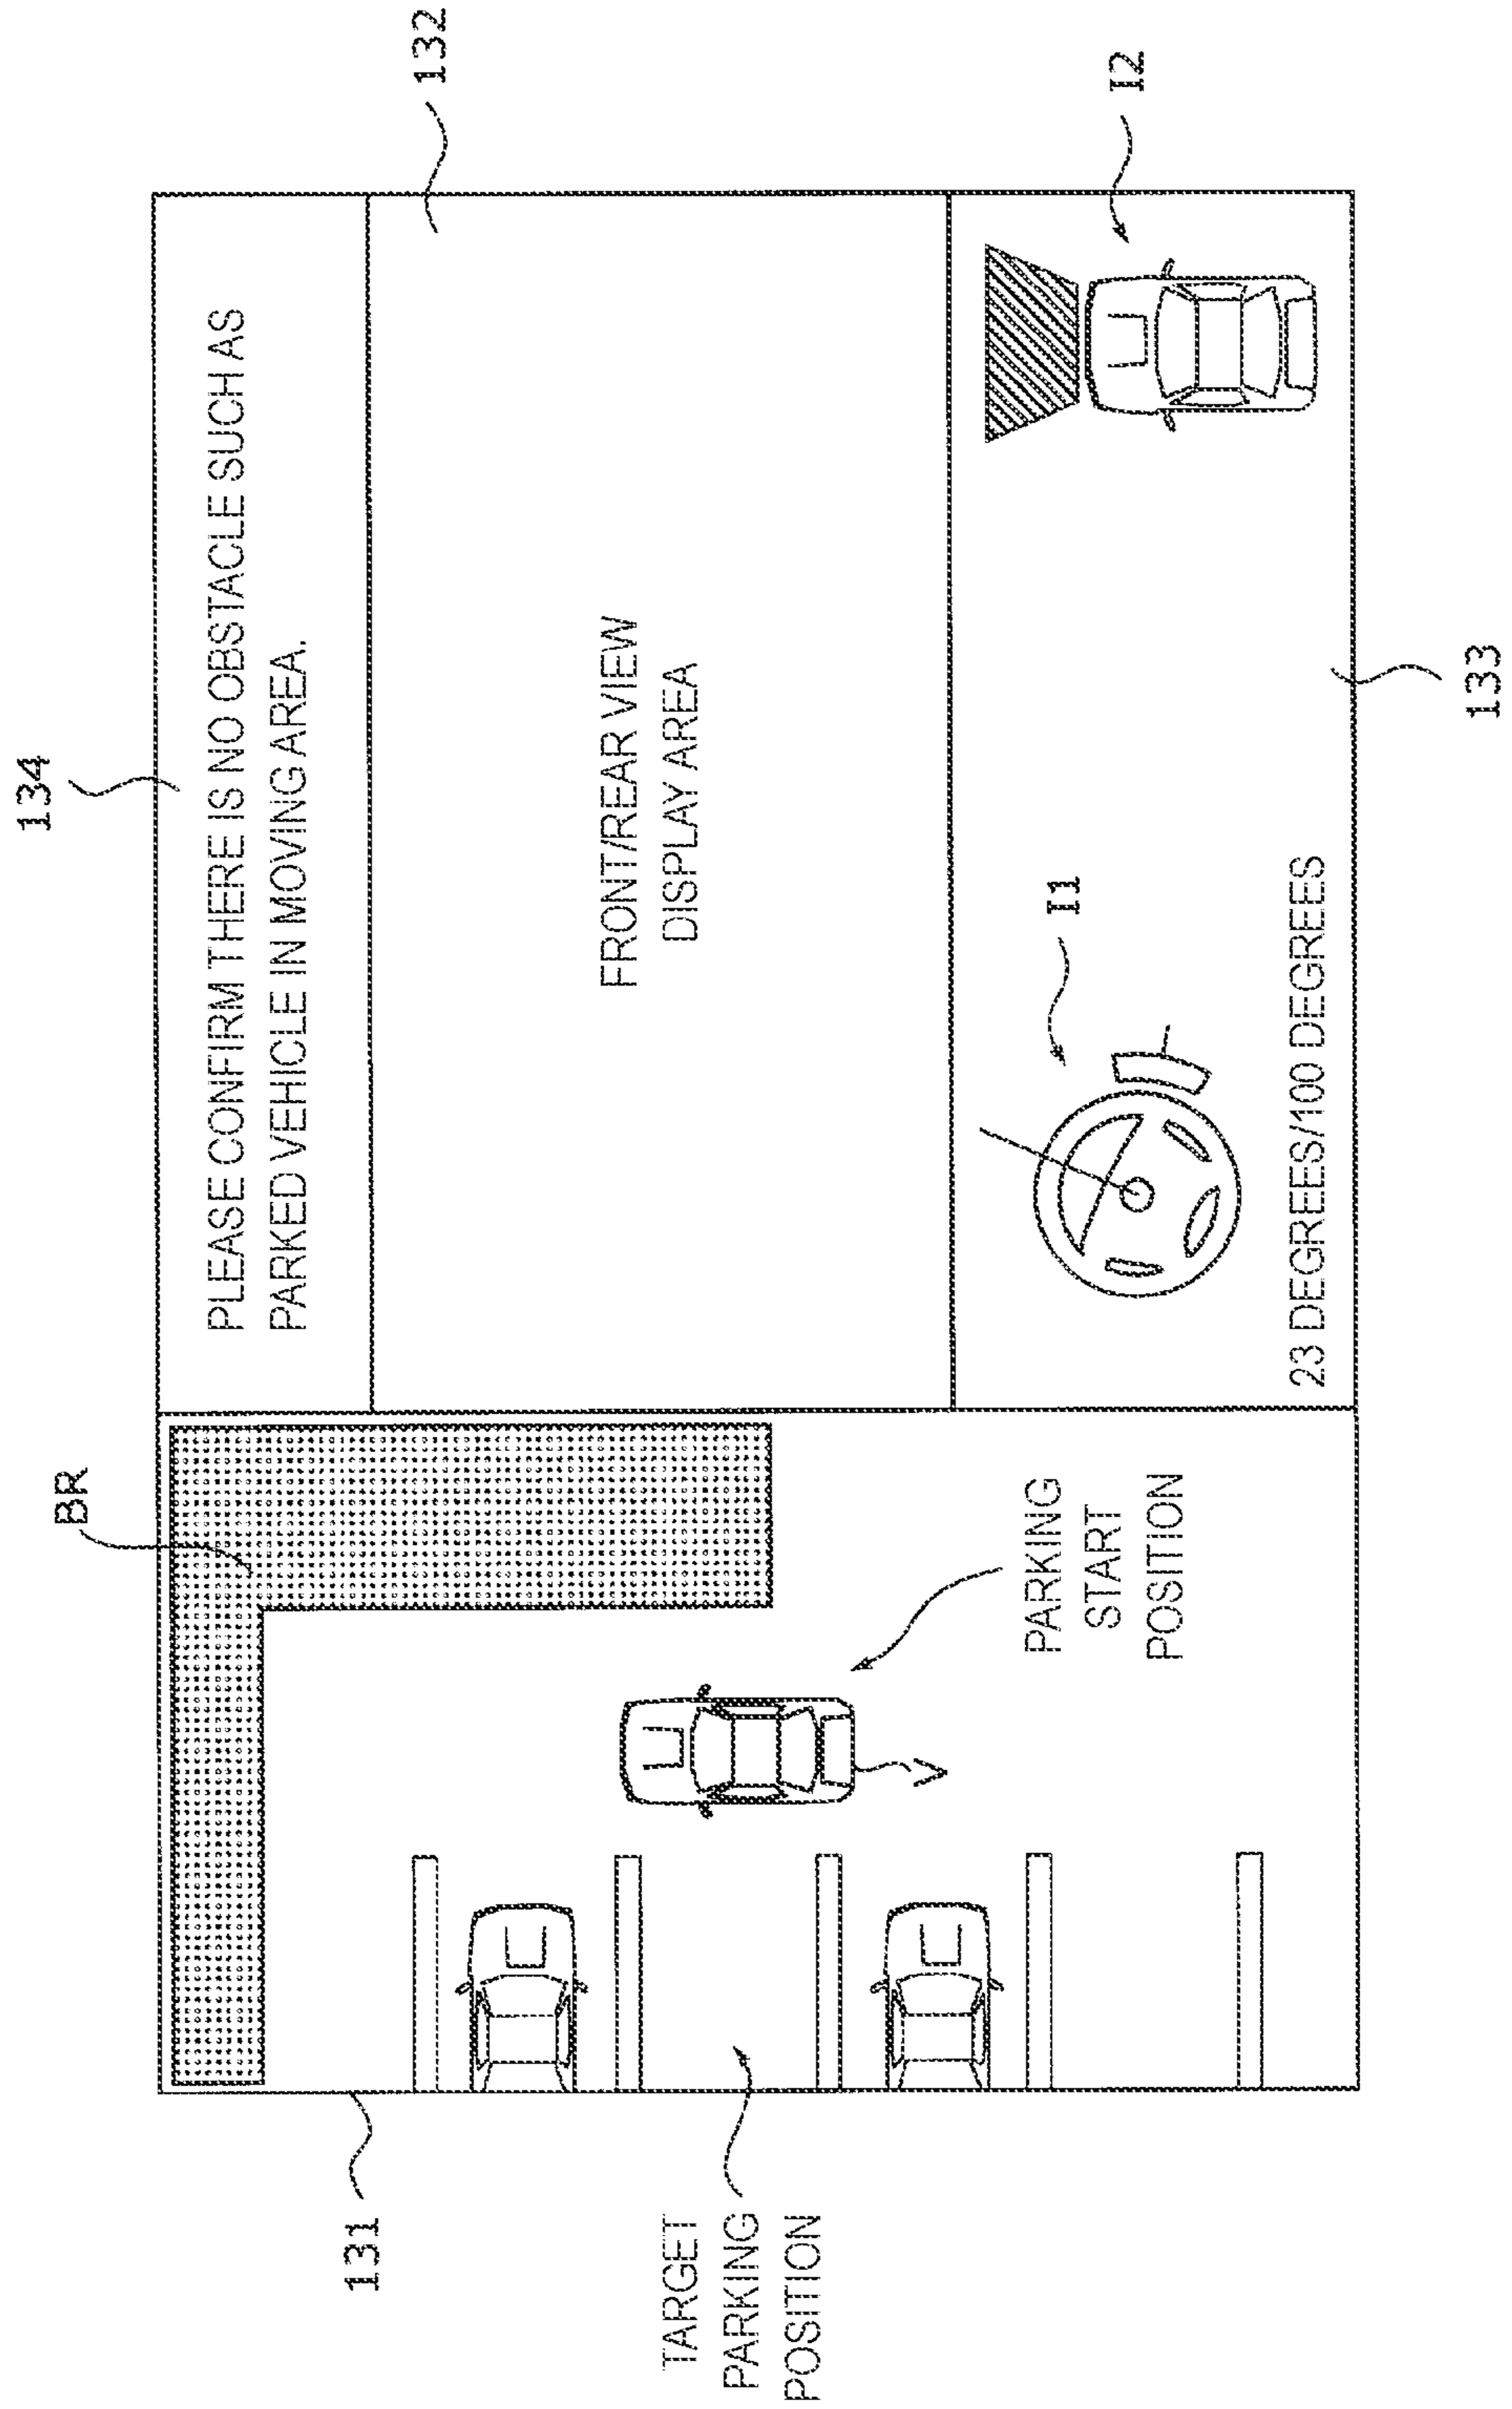 134
132
PLEASE CONFIRM THERE IS NO OBSTACLE SUCH AS
PARKED VEHICLE IN MOVING AREA.
BR
131
FRONT/REAR VIEW
DISPLAY AREA
TARGET
PARKING
POSITION
V
PARKING
START
POSITION
I1
I2
23 DEGREES/100 DEGREES
133